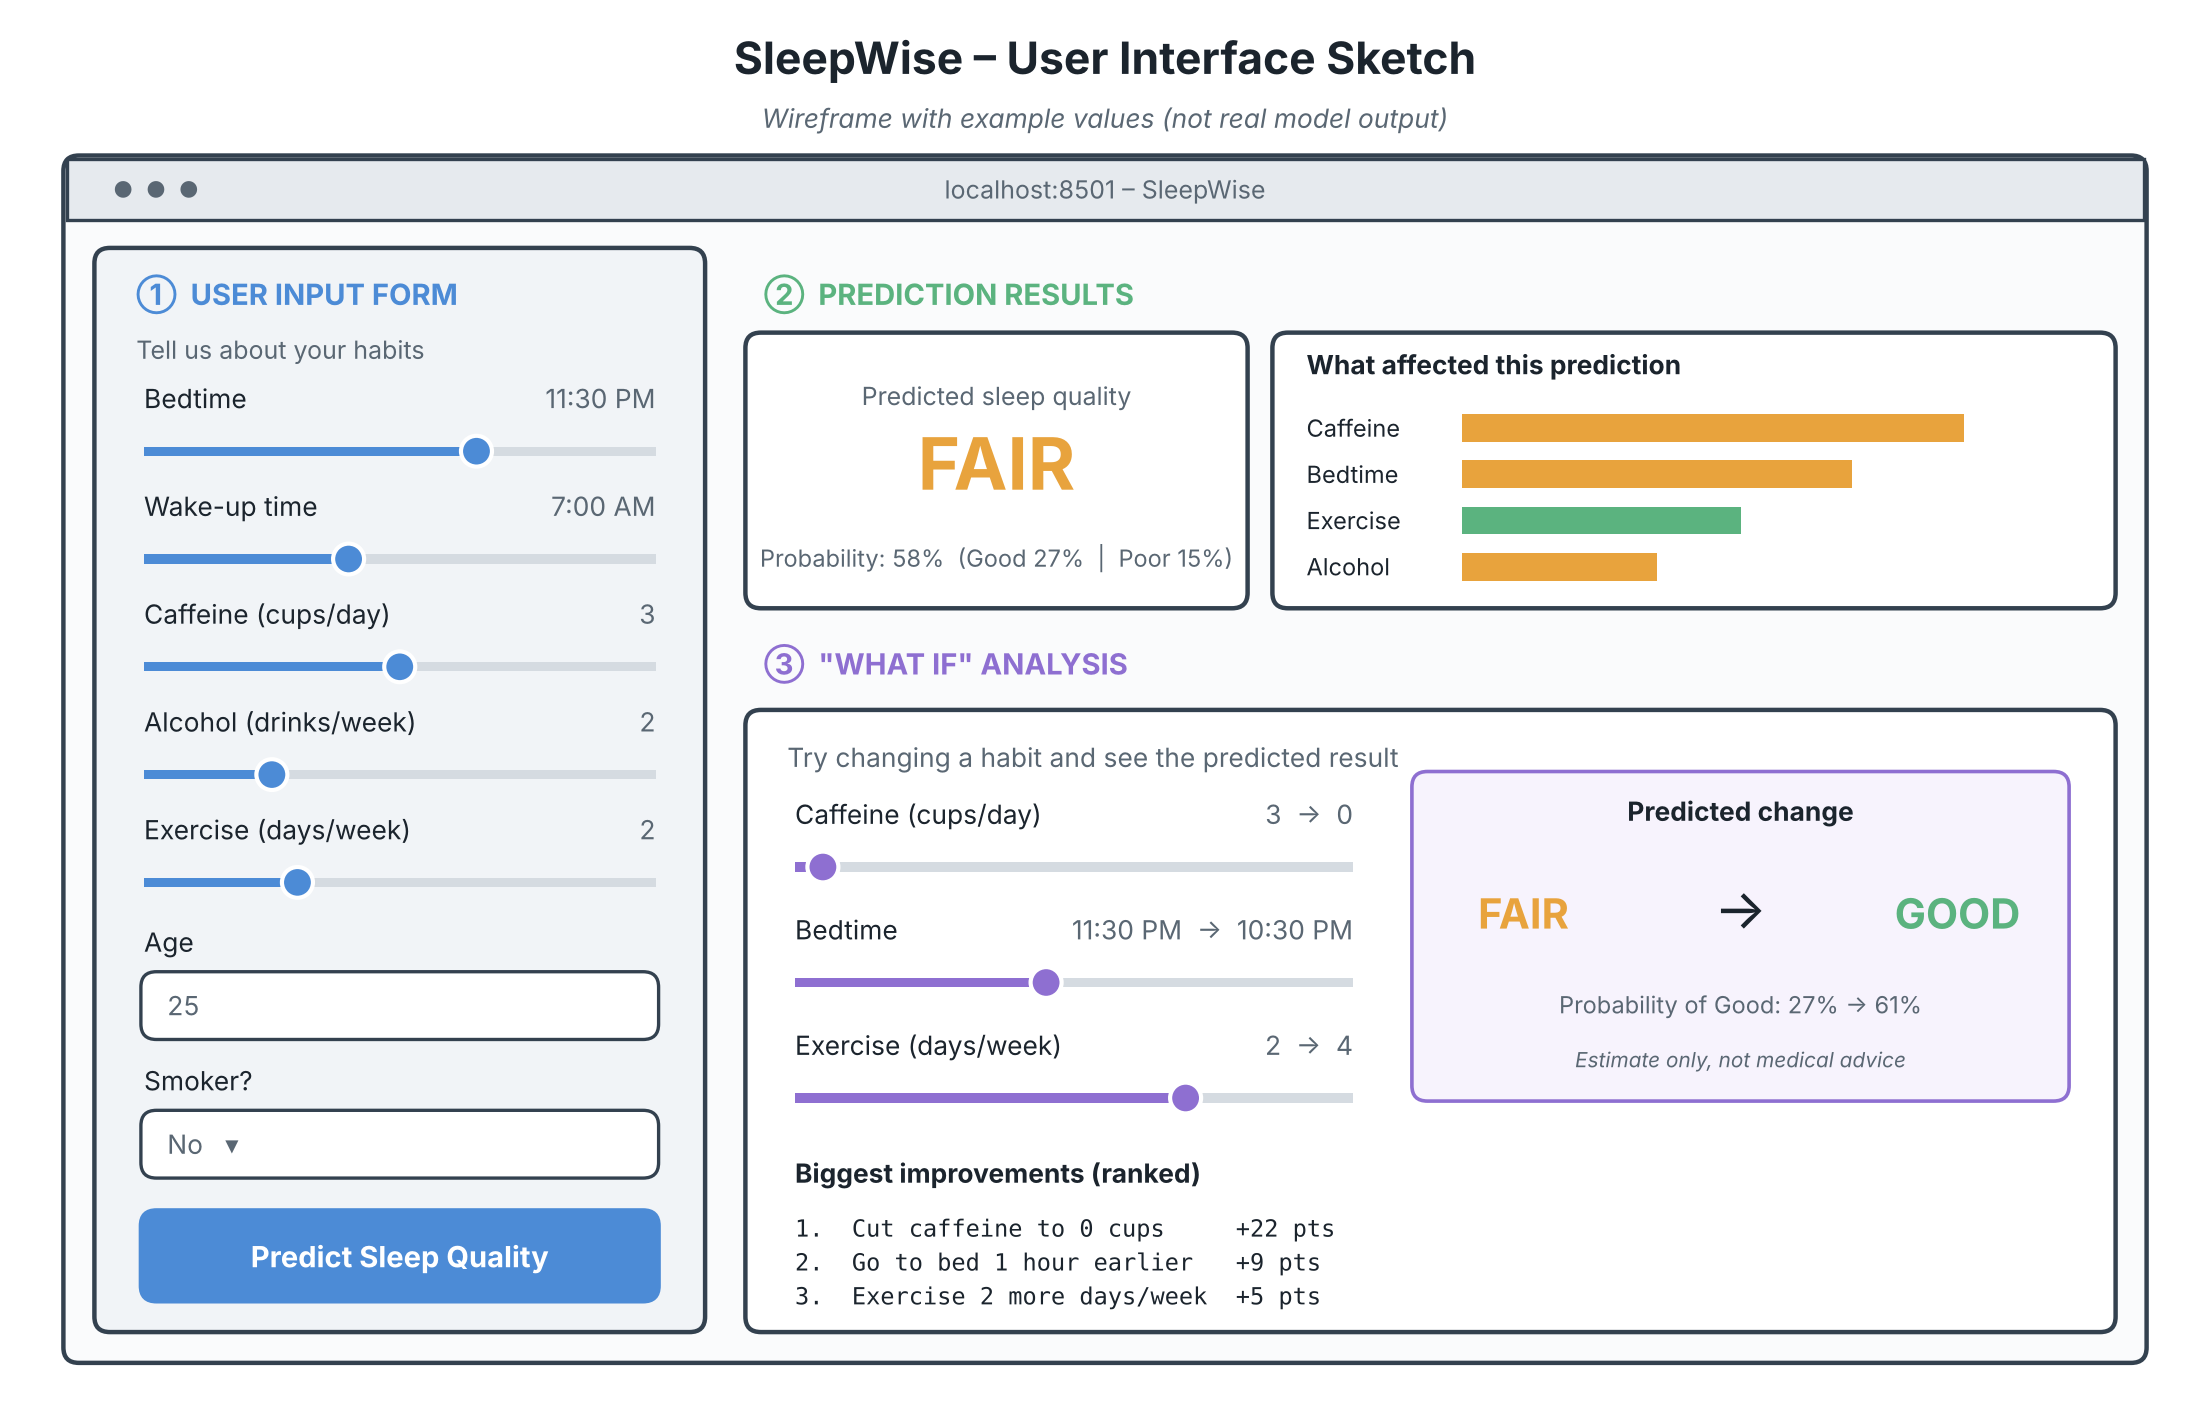 SleepWise – User Interface Sketch
Wireframe with example values (not real model output)
localhost:8501 – SleepWise
① USER INPUT FORM
Tell us about your habits
Bedtime 11:30 PM
Wake-up time 7:00 AM
Caffeine (cups/day) 3
Alcohol (drinks/week) 2
Exercise (days/week) 2
Age
25
Smoker?
No ▼
Predict Sleep Quality
② PREDICTION RESULTS
Predicted sleep quality
FAIR
Probability: 58% (Good 27% | Poor 15%)
What affected this prediction
Caffeine
Bedtime
Exercise
Alcohol
③ "WHAT IF" ANALYSIS
Try changing a habit and see the predicted result
Caffeine (cups/day) 3 → 0
Bedtime 11:30 PM → 10:30 PM
Exercise (days/week) 2 → 4
Predicted change
FAIR → GOOD
Probability of Good: 27% → 61%
Estimate only, not medical advice
Biggest improvements (ranked)
1. Cut caffeine to 0 cups +22 pts
2. Go to bed 1 hour earlier +9 pts
3. Exercise 2 more days/week +5 pts